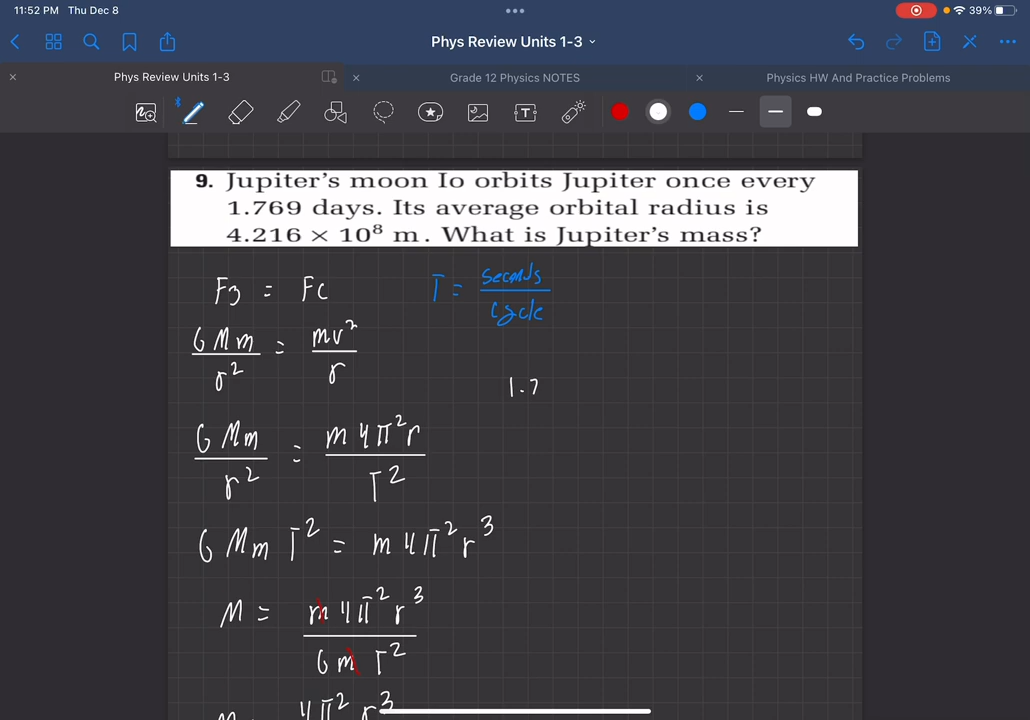 11:52 PM Thu Dec 8
39%
Phys Review Units 1-3
Phys Review Units 1-3
Grade 12 Physics NOTES
Physics HW And Practice Problems
9. Jupiter's moon Io orbits Jupiter once every
1.769 days. Its average orbital radius is
4.216 × 10⁸ m. What is Jupiter's mass?
Fg = Fc
T = seconds / cycle
GMm / r² = mv² / r
1.7
GMm / r² = m4π²r / T²
GMmT² = m4π²r³
M = m4π²r³ / GmT²
4π² r³